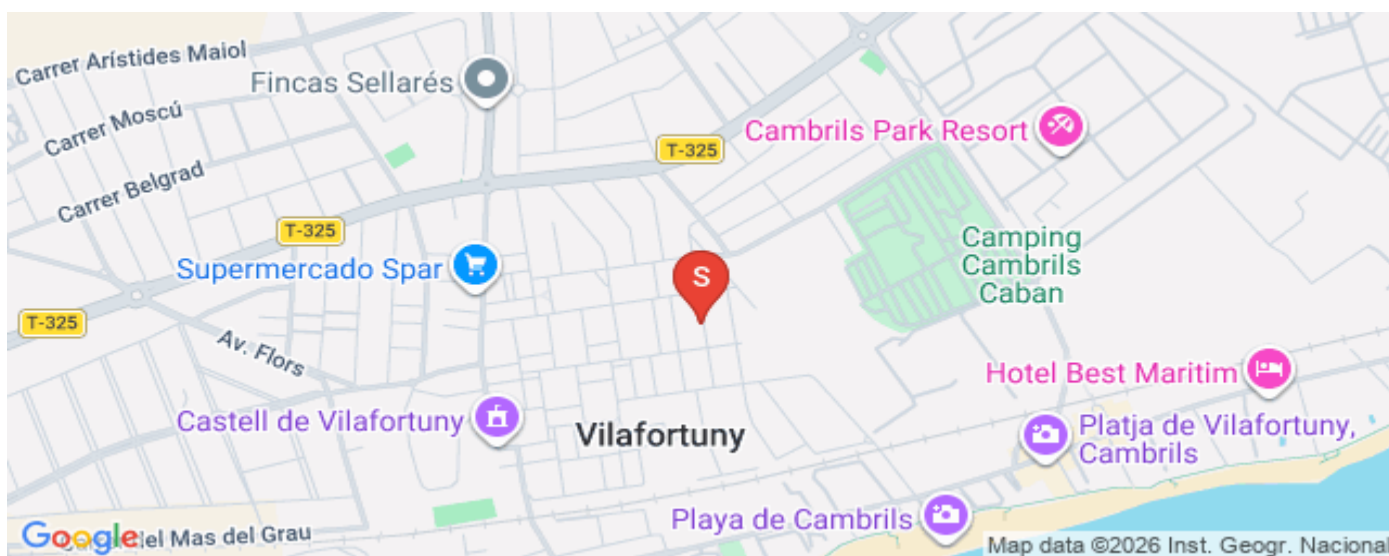 Carrer Arístides Maiol
Fincas Sellarés
Carrer Moscú
Cambrils Park Resort
T-325
Carrer Belgrad
T-325
Supermercado Spar
S
Camping
Cambrils
Caban
T-325
Av. Flors
Hotel Best Maritim
Castell de Vilafortuny
Vilafortuny
Platja de Vilafortuny,
Cambrils
Playa de Cambrils
Google
del Mas del Grau
Map data ©2026 Inst. Geogr. Nacional